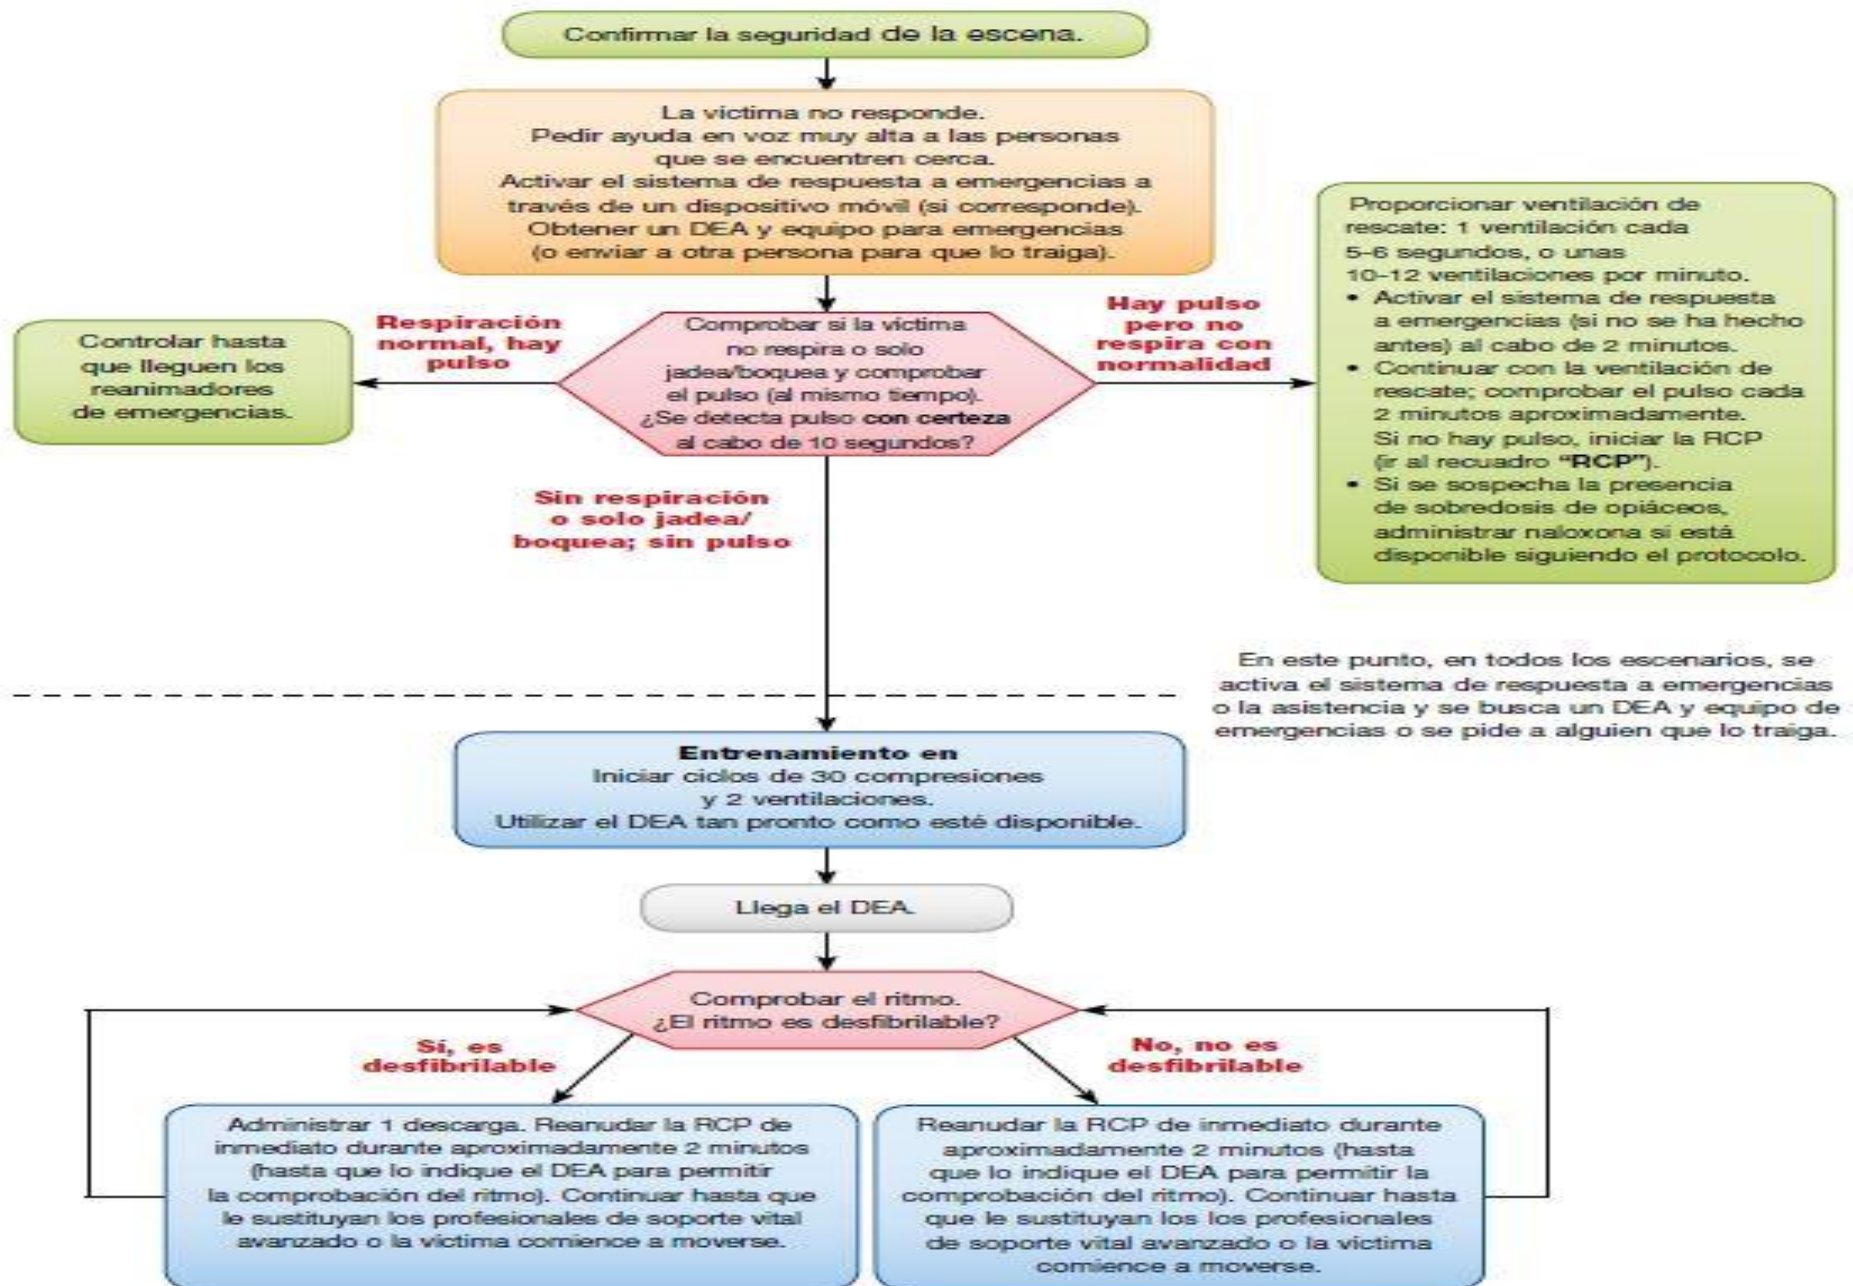 Confirmar la seguridad de la escena.
La víctima no responde.
Pedir ayuda en voz muy alta a las personas
que se encuentren cerca.
Activar el sistema de respuesta a emergencias a
través de un dispositivo móvil (si corresponde).
Obtener un DEA y equipo para emergencias
(o enviar a otra persona para que lo traiga).
Controlar hasta
que lleguen los
reanimadores
de emergencias.
Respiración
normal, hay
pulso
Comprobar si la víctima
no respira o solo
jadea/boquea y comprobar
el pulso (al mismo tiempo).
¿Se detecta pulso con certeza
al cabo de 10 segundos?
Hay pulso
pero no
respira con
normalidad
Proporcionar ventilación de
rescate: 1 ventilación cada
5-6 segundos, o unas
10-12 ventilaciones por minuto.
• Activar el sistema de respuesta
a emergencias (si no se ha hecho
antes) al cabo de 2 minutos.
• Continuar con la ventilación de
rescate; comprobar el pulso cada
2 minutos aproximadamente.
Si no hay pulso, iniciar la RCP
(ir al recuadro “RCP”).
• Si se sospecha la presencia
de sobredosis de opiáceos,
administrar naloxona si está
disponible siguiendo el protocolo.
Sin respiración
o solo jadea/
boquea; sin pulso
En este punto, en todos los escenarios, se
activa el sistema de respuesta a emergencias
o la asistencia y se busca un DEA y equipo de
emergencias o se pide a alguien que lo traiga.
Entrenamiento en
Iniciar ciclos de 30 compresiones
y 2 ventilaciones.
Utilizar el DEA tan pronto como esté disponible.
Llega el DEA.
Comprobar el ritmo.
¿El ritmo es desfibrilable?
Sí, es
desfibrilable
No, no es
desfibrilable
Administrar 1 descarga. Reanudar la RCP de
inmediato durante aproximadamente 2 minutos
(hasta que lo indique el DEA para permitir
la comprobación del ritmo). Continuar hasta que
le sustituyan los profesionales de soporte vital
avanzado o la víctima comience a moverse.
Reanudar la RCP de inmediato durante
aproximadamente 2 minutos (hasta
que lo indique el DEA para permitir la
comprobación del ritmo). Continuar hasta
que le sustituyan los los profesionales
de soporte vital avanzado o la víctima
comience a moverse.